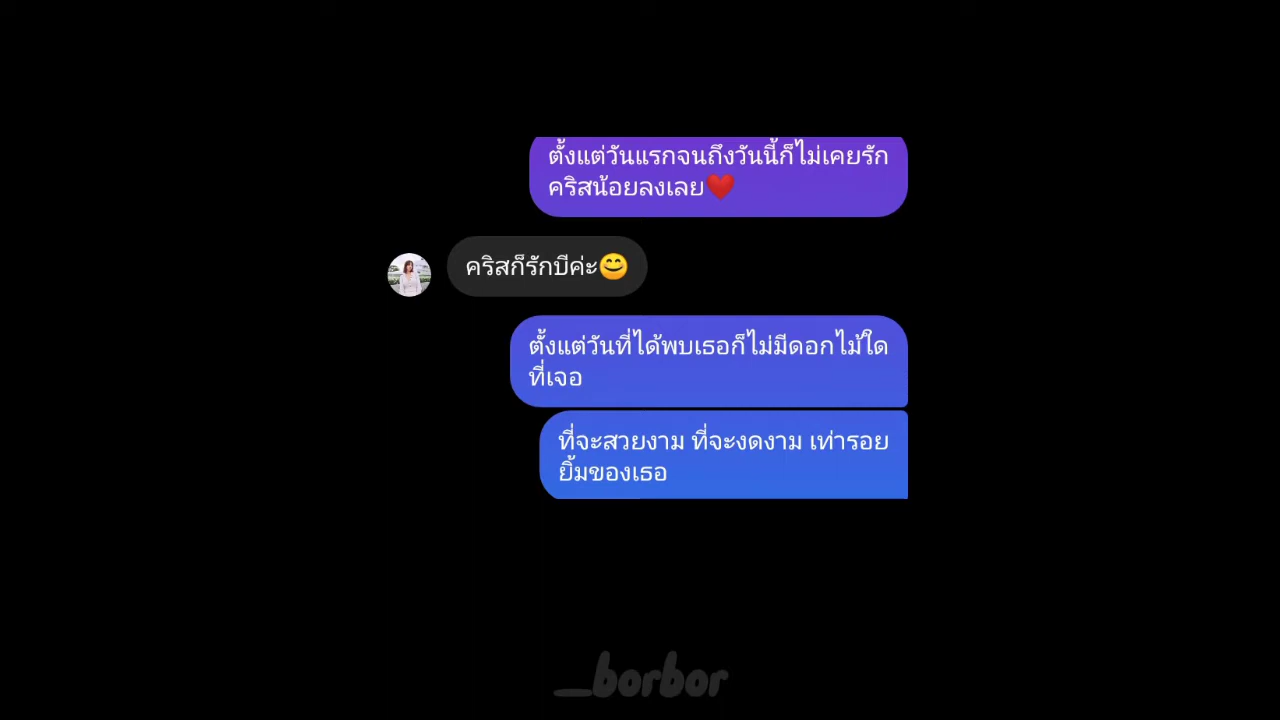 ตั้งแต่วันแรกจนถึงวันนี้ก็ไม่เคยรัก
คริสน้อยลงเลย❤️
คริสก็รักบีค่ะ😊
ตั้งแต่วันที่ได้พบเธอก็ไม่มีดอกไม้ใด
ที่เจอ
ที่จะสวยงาม ที่จะงดงาม เท่ารอย
ยิ้มของเธอ
_borbor